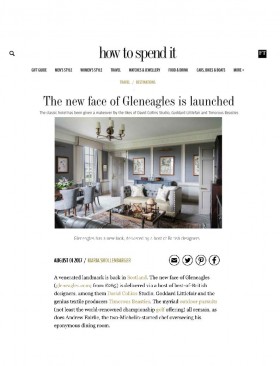 how to spend it
FT
GIFT GUIDE MEN'S STYLE WOMEN'S STYLE TRAVEL WATCHES & JEWELLERY FOOD & DRINK CARS, BIKES & BOATS MORE
TRAVEL / DESTINATIONS
The new face of Gleneagles is launched
The classic hotel has been given a makeover by the likes of David Collins Studio, Goddard Littlefair and Timorous Beasties
Gleneagles has a new look, delivered by a host of British designers
AUGUST 01 2017 /
A venerated landmark is back in Scotland. The new face of Gleneagles
(gleneagles.com; from £085) is delivered via a host of best-of-British
designers, among them David Collins Studio, Goddard Littlefair and the
genius textile producers Timorous Beasties. The myriad outdoor pursuits
(not least the world-renowned championship golf offering) all remain, as
does Andrew Fairlie, the two-Michelin-starred chef overseeing his
eponymous dining room.